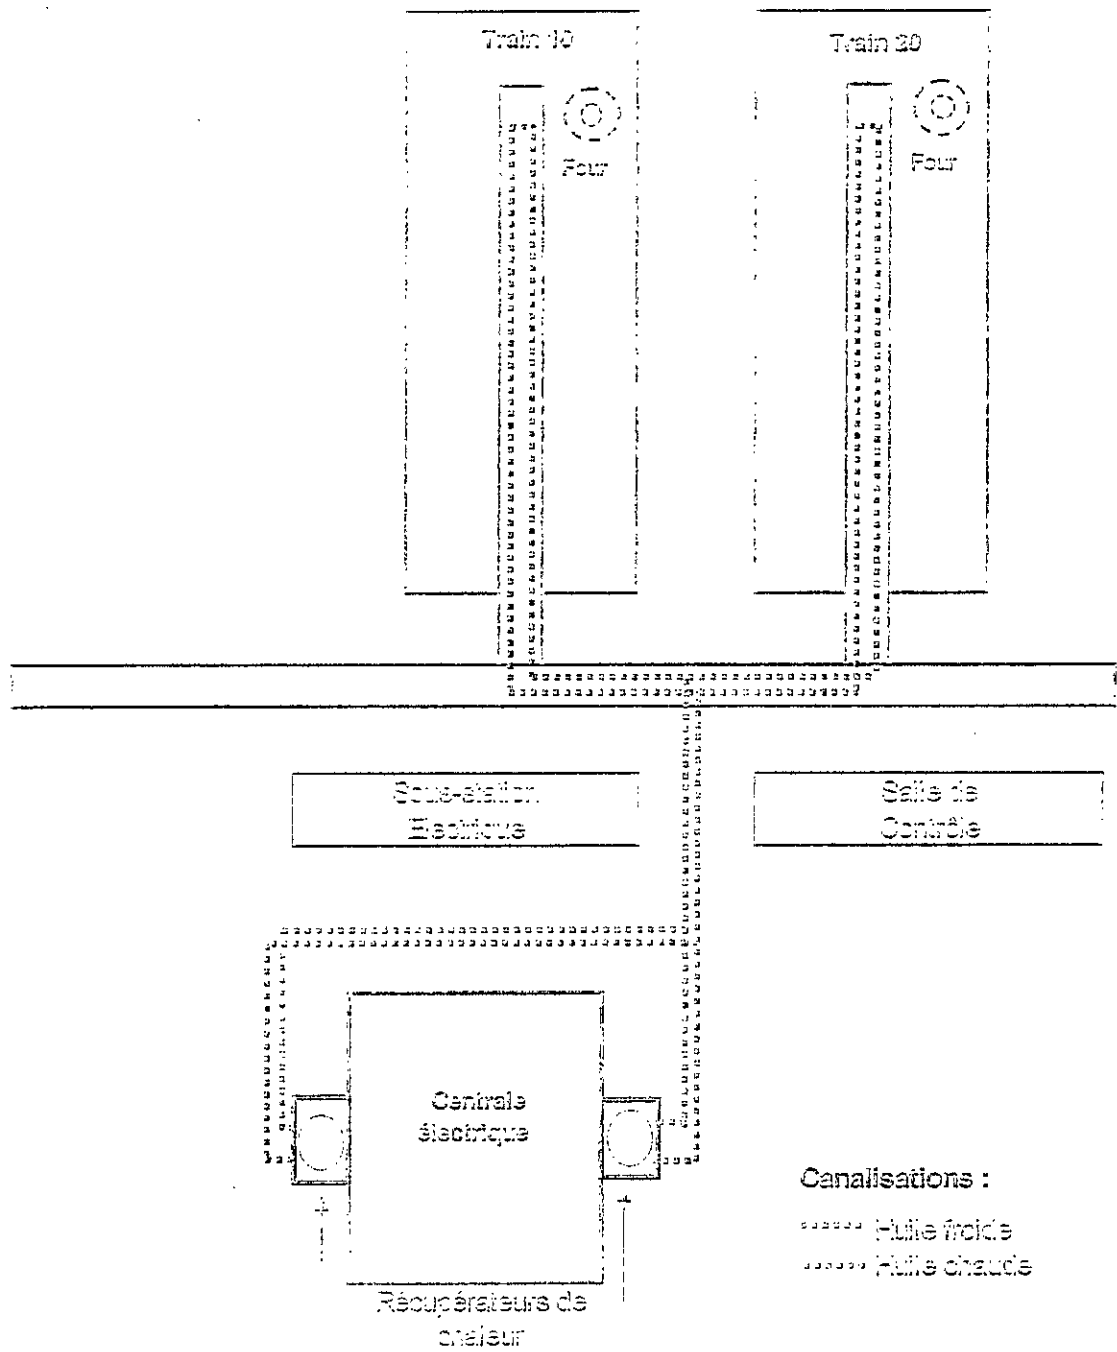 Train 10
Train 20
Four
Four
Sous-station
Electrique
Salle de
Contrôle
Centrale
électrique
Canalisations :
Huile froide
Huile chaude
Récupérateurs de
chaleur